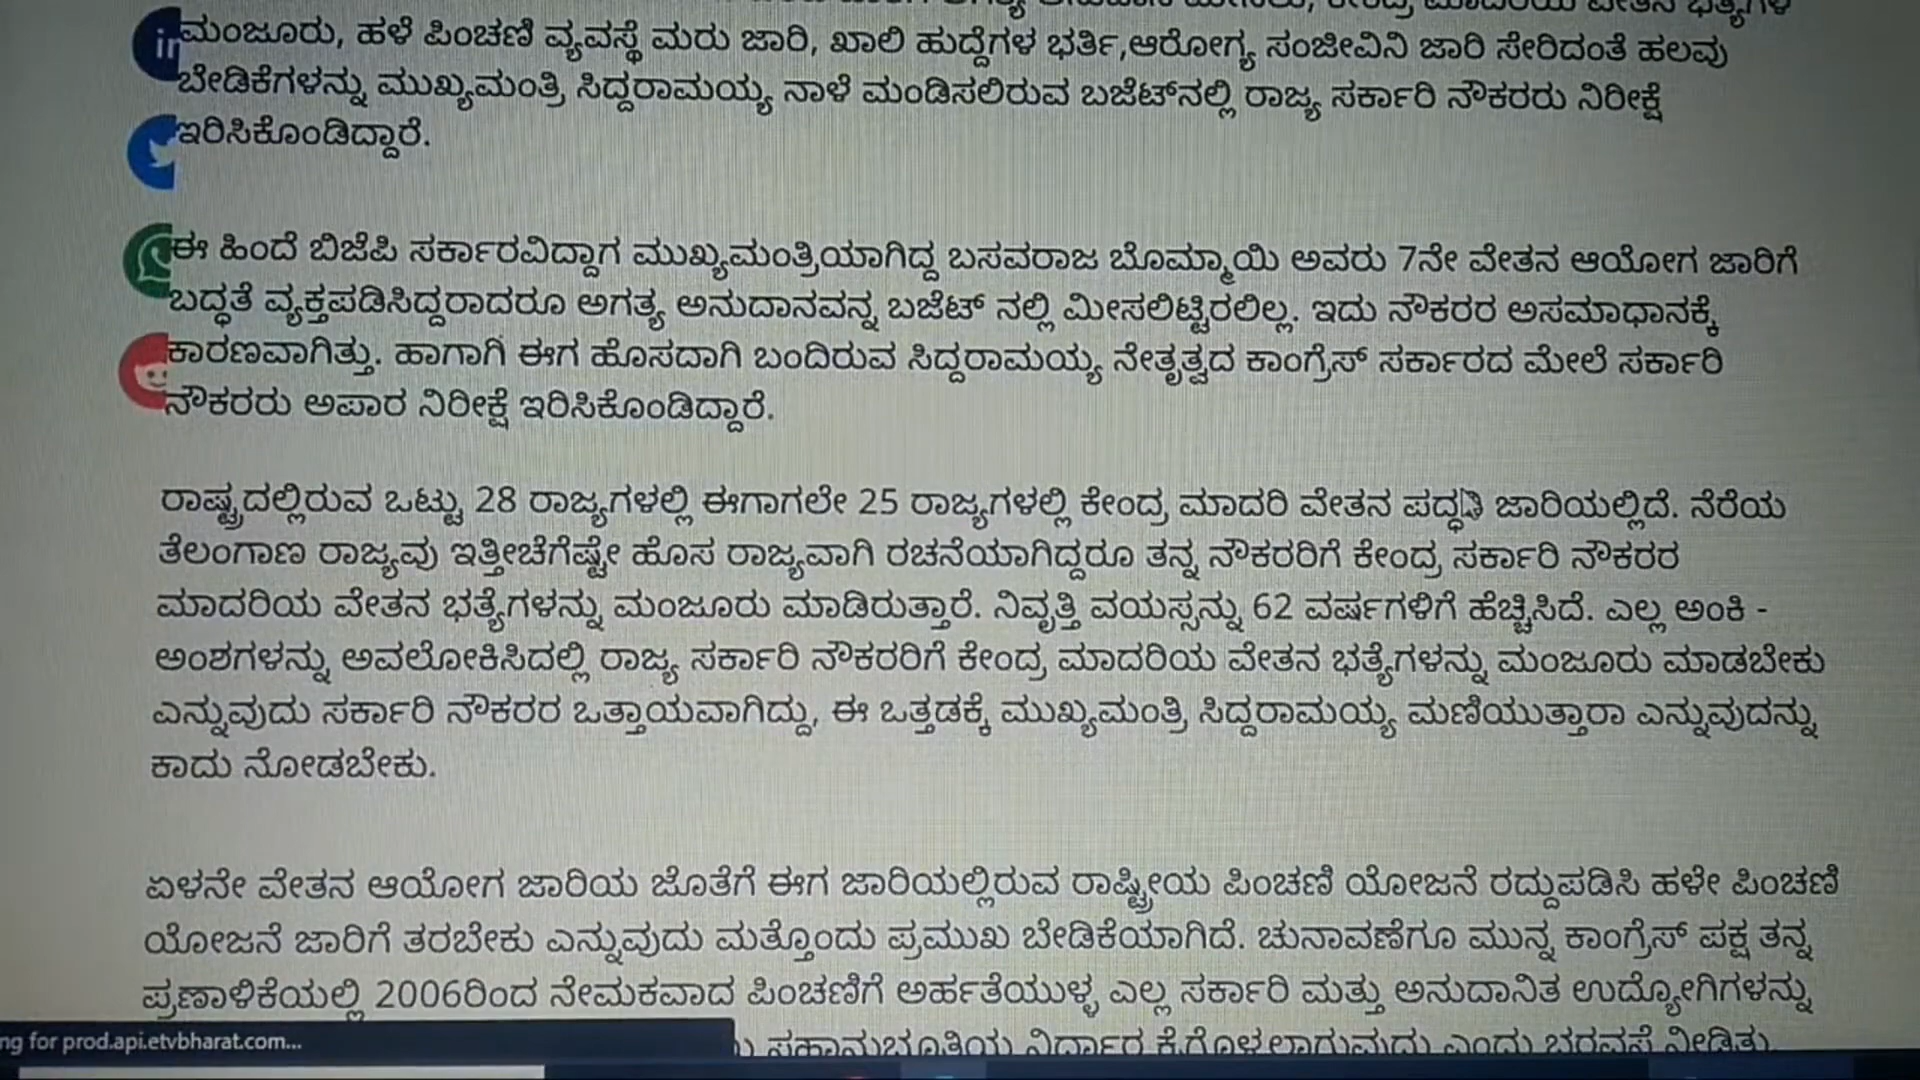 ಮಂಜೂರು, ಹಳೆ ಪಿಂಚಣಿ ವ್ಯವಸ್ಥೆ ಮರು ಜಾರಿ, ಖಾಲಿ ಹುದ್ದೆಗಳ ಭರ್ತಿ,ಆರೋಗ್ಯ ಸಂಜೀವಿನಿ ಜಾರಿ ಸೇರಿದಂತೆ ಹಲವು
in
ಬೇಡಿಕೆಗಳನ್ನು ಮುಖ್ಯಮಂತ್ರಿ ಸಿದ್ದರಾಮಯ್ಯ ನಾಳೆ ಮಂಡಿಸಲಿರುವ ಬಜೆಟ್‌ನಲ್ಲಿ ರಾಜ್ಯ ಸರ್ಕಾರಿ ನೌಕರರು ನಿರೀಕ್ಷೆ
ಇರಿಸಿಕೊಂಡಿದ್ದಾರೆ.
ಈ ಹಿಂದೆ ಬಿಜೆಪಿ ಸರ್ಕಾರವಿದ್ದಾಗ ಮುಖ್ಯಮಂತ್ರಿಯಾಗಿದ್ದ ಬಸವರಾಜ ಬೊಮ್ಮಾಯಿ ಅವರು 7ನೇ ವೇತನ ಆಯೋಗ ಜಾರಿಗೆ
ಬದ್ಧತೆ ವ್ಯಕ್ತಪಡಿಸಿದ್ದರಾದರೂ ಅಗತ್ಯ ಅನುದಾನವನ್ನ ಬಜೆಟ್ ನಲ್ಲಿ ಮೀಸಲಿಟ್ಟಿರಲಿಲ್ಲ. ಇದು ನೌಕರರ ಅಸಮಾಧಾನಕ್ಕೆ
ಕಾರಣವಾಗಿತ್ತು. ಹಾಗಾಗಿ ಈಗ ಹೊಸದಾಗಿ ಬಂದಿರುವ ಸಿದ್ದರಾಮಯ್ಯ ನೇತೃತ್ವದ ಕಾಂಗ್ರೆಸ್ ಸರ್ಕಾರದ ಮೇಲೆ ಸರ್ಕಾರಿ
ನೌಕರರು ಅಪಾರ ನಿರೀಕ್ಷೆ ಇರಿಸಿಕೊಂಡಿದ್ದಾರೆ.
ರಾಷ್ಟ್ರದಲ್ಲಿರುವ ಒಟ್ಟು 28 ರಾಜ್ಯಗಳಲ್ಲಿ ಈಗಾಗಲೇ 25 ರಾಜ್ಯಗಳಲ್ಲಿ ಕೇಂದ್ರ ಮಾದರಿ ವೇತನ ಪದ್ಧತಿ ಜಾರಿಯಲ್ಲಿದೆ. ನೆರೆಯ
ತೆಲಂಗಾಣ ರಾಜ್ಯವು ಇತ್ತೀಚೆಗೆಷ್ಟೇ ಹೊಸ ರಾಜ್ಯವಾಗಿ ರಚನೆಯಾಗಿದ್ದರೂ ತನ್ನ ನೌಕರರಿಗೆ ಕೇಂದ್ರ ಸರ್ಕಾರಿ ನೌಕರರ
ಮಾದರಿಯ ವೇತನ ಭತ್ಯೆಗಳನ್ನು ಮಂಜೂರು ಮಾಡಿರುತ್ತಾರೆ. ನಿವೃತ್ತಿ ವಯಸ್ಸನ್ನು 62 ವರ್ಷಗಳಿಗೆ ಹೆಚ್ಚಿಸಿದೆ. ಎಲ್ಲ ಅಂಕಿ -
ಅಂಶಗಳನ್ನು ಅವಲೋಕಿಸಿದಲ್ಲಿ ರಾಜ್ಯ ಸರ್ಕಾರಿ ನೌಕರರಿಗೆ ಕೇಂದ್ರ ಮಾದರಿಯ ವೇತನ ಭತ್ಯೆಗಳನ್ನು ಮಂಜೂರು ಮಾಡಬೇಕು
ಎನ್ನುವುದು ಸರ್ಕಾರಿ ನೌಕರರ ಒತ್ತಾಯವಾಗಿದ್ದು, ಈ ಒತ್ತಡಕ್ಕೆ ಮುಖ್ಯಮಂತ್ರಿ ಸಿದ್ದರಾಮಯ್ಯ ಮಣಿಯುತ್ತಾರಾ ಎನ್ನುವುದನ್ನು
ಕಾದು ನೋಡಬೇಕು.
ಏಳನೇ ವೇತನ ಆಯೋಗ ಜಾರಿಯ ಜೊತೆಗೆ ಈಗ ಜಾರಿಯಲ್ಲಿರುವ ರಾಷ್ಟ್ರೀಯ ಪಿಂಚಣಿ ಯೋಜನೆ ರದ್ದುಪಡಿಸಿ ಹಳೇ ಪಿಂಚಣಿ
ಯೋಜನೆ ಜಾರಿಗೆ ತರಬೇಕು ಎನ್ನುವುದು ಮತ್ತೊಂದು ಪ್ರಮುಖ ಬೇಡಿಕೆಯಾಗಿದೆ. ಚುನಾವಣೆಗೂ ಮುನ್ನ ಕಾಂಗ್ರೆಸ್ ಪಕ್ಷ ತನ್ನ
ಪ್ರಣಾಳಿಕೆಯಲ್ಲಿ 2006ರಿಂದ ನೇಮಕವಾದ ಪಿಂಚಣಿಗೆ ಅರ್ಹತೆಯುಳ್ಳ ಎಲ್ಲ ಸರ್ಕಾರಿ ಮತ್ತು ಅನುದಾನಿತ ಉದ್ಯೋಗಿಗಳನ್ನು
ಸಹಾನುಭೂತಿಯ ನಿರ್ಧಾರ ಕೈಗೊಳ್ಳಲಾಗುವುದು ಎಂದು ಭರವಸೆ ನೀಡಿತ್ತು
ng for prod.api.etvbharat.com...